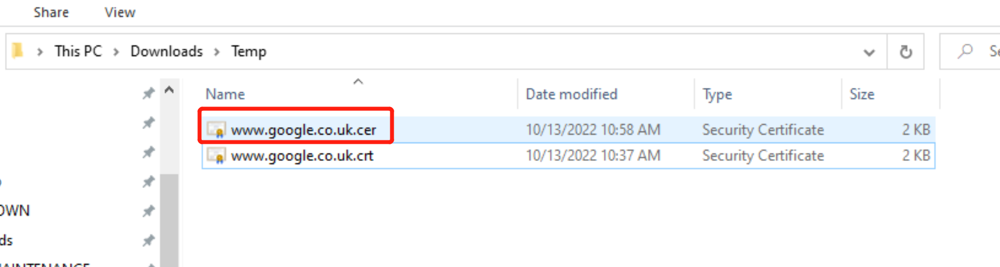 Share View
This PC Downloads Temp
Name Date modified Type Size
www.google.co.uk.cer 10/13/2022 10:58 AM Security Certificate 2 KB
www.google.co.uk.crt 10/13/2022 10:37 AM Security Certificate 2 KB
OWN
ds